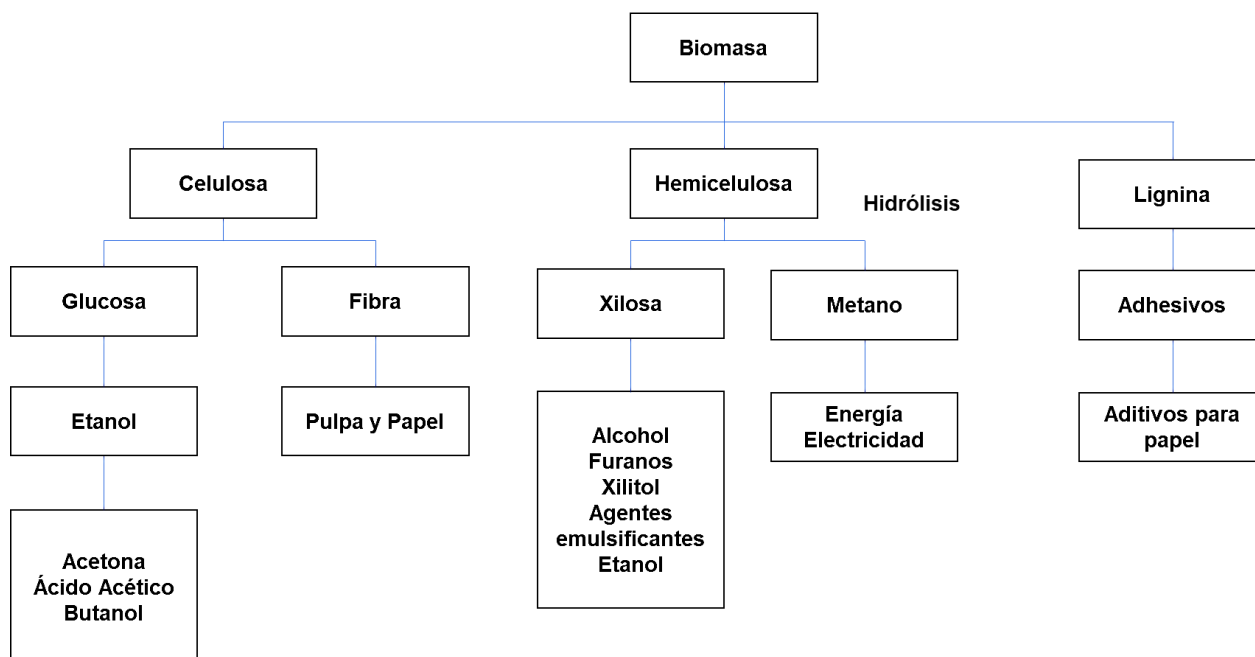 Biomasa
Celulosa
Hemicelulosa
Hidrólisis
Lignina
Glucosa
Fibra
Xilosa
Metano
Adhesivos
Etanol
Pulpa y Papel
Alcohol
Furanos
Xilitol
Agentes
emulsificantes
Etanol
Energía
Electricidad
Aditivos para
papel
Acetona
Ácido Acético
Butanol